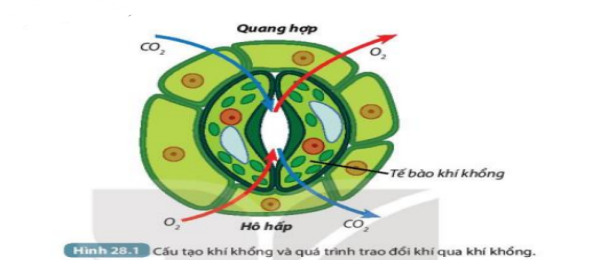 Quang hợp
CO2
O2
Tế bào khí khổng
O2
Hô hấp
CO2
Hình 28.1 Cấu tạo khí khổng và quá trình trao đổi khí qua khí khổng.